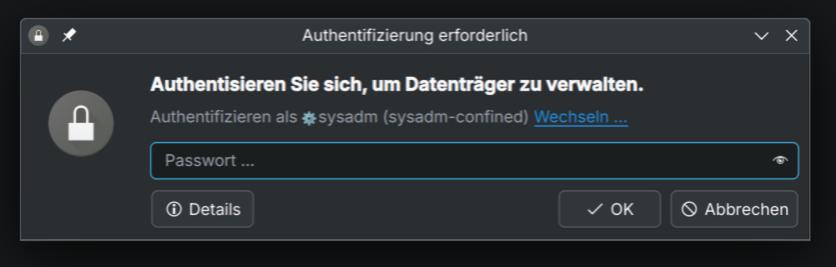 Authentifizierung erforderlich
Authentisieren Sie sich, um Datenträger zu verwalten.
Authentifizieren als sysadm (sysadm-confined) Wechseln ...
Passwort ...
Details
OK
Abbrechen